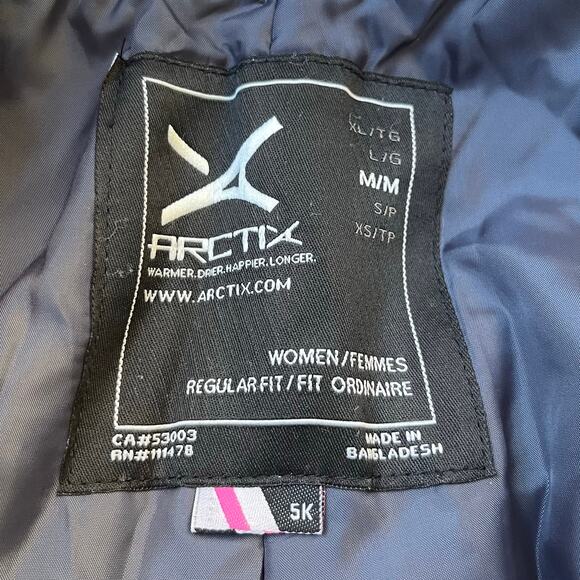 XL/TG
L/G
M/M
S/P
XS/TP
ARCTIX
WARMER.DRIER.HAPPIER.LONGER.
WWW.ARCTIX.COM
WOMEN/FEMMES
REGULAR FIT/FIT ORDINAIRE
CA#53003
RN#111478
MADE IN
BANGLADESH
5K